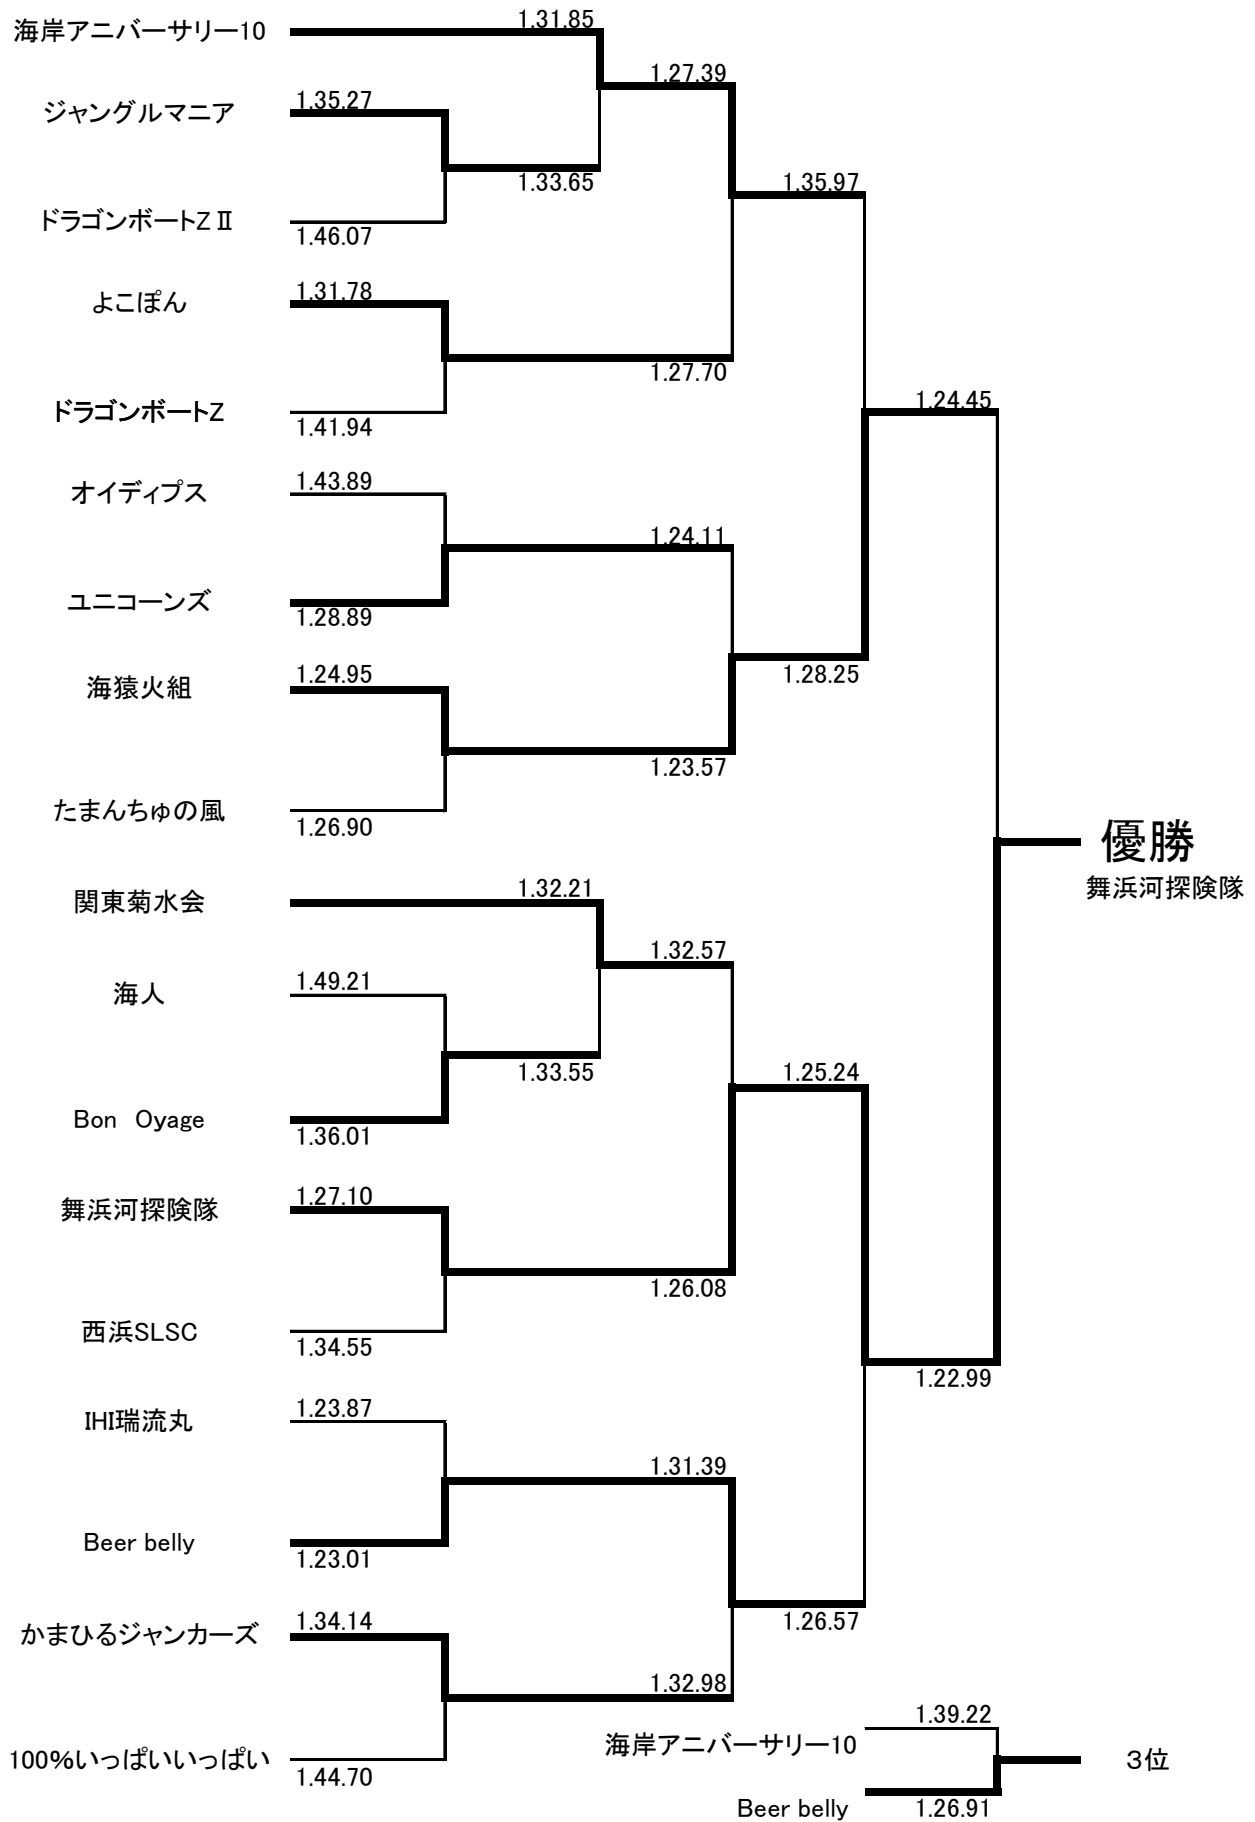 1.31.85
海岸アニバーサリー10
1.27.39
1.35.27
ジャングルマニア
1.33.65
1.35.97
ドラゴンボートZⅡ
1.46.07
1.31.78
よこぽん
1.27.70
1.24.45
ドラゴンボートZ
1.41.94
1.43.89
オイディプス
1.24.11
ユニコーンズ
1.28.89
1.24.95
1.28.25
海猿火組
1.23.57
たまんちゅの風
1.26.90
優勝
舞浜河探険隊
1.32.21
関東菊水会
1.32.57
1.49.21
海人
1.33.55
1.25.24
Bon　Oyage
1.36.01
1.27.10
舞浜河探険隊
1.26.08
西浜SLSC
1.34.55
1.22.99
1.23.87
IHI瑞流丸
1.31.39
Beer belly
1.23.01
1.34.14
1.26.57
かまひるジャンカーズ
1.32.98
1.39.22
海岸アニバーサリー10
100%いっぱいいっぱい
３位
1.44.70
Beer belly
1.26.91